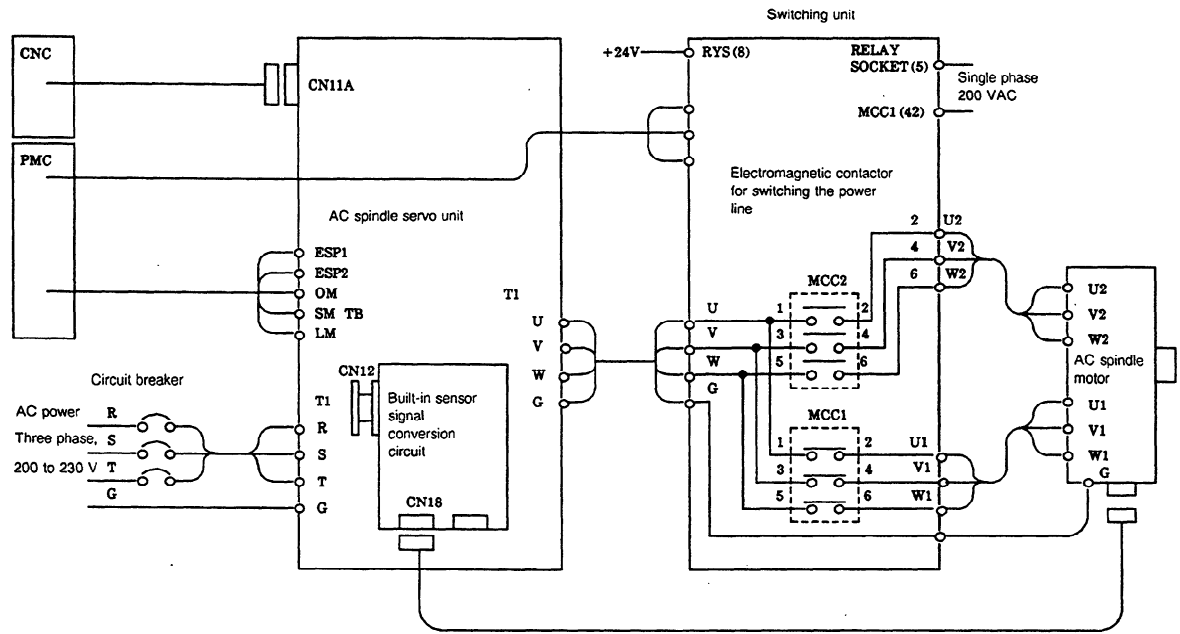 Switching unit
CNC
CN11A
+24V
RYS (8)
RELAY
SOCKET (5)
Single phase
200 VAC
MCC1 (42)
PMC
Electromagnetic contactor
for switching the power
line
AC spindle servo unit
ESP1
ESP2
OM
SM TB
LM
T1
U
V
W
G
U
V
W
G
MCC2
1
3
5
2
4
6
2
4
6
U2
V2
W2
U2
V2
W2
AC spindle
motor
U1
V1
W1
G
MCC1
1
3
5
2
4
6
U1
V1
W1
Circuit breaker
AC power
Three phase,
200 to 230 V
R
S
T
G
T1
R
S
T
G
CN12
Built-in sensor
signal
conversion
circuit
CN18